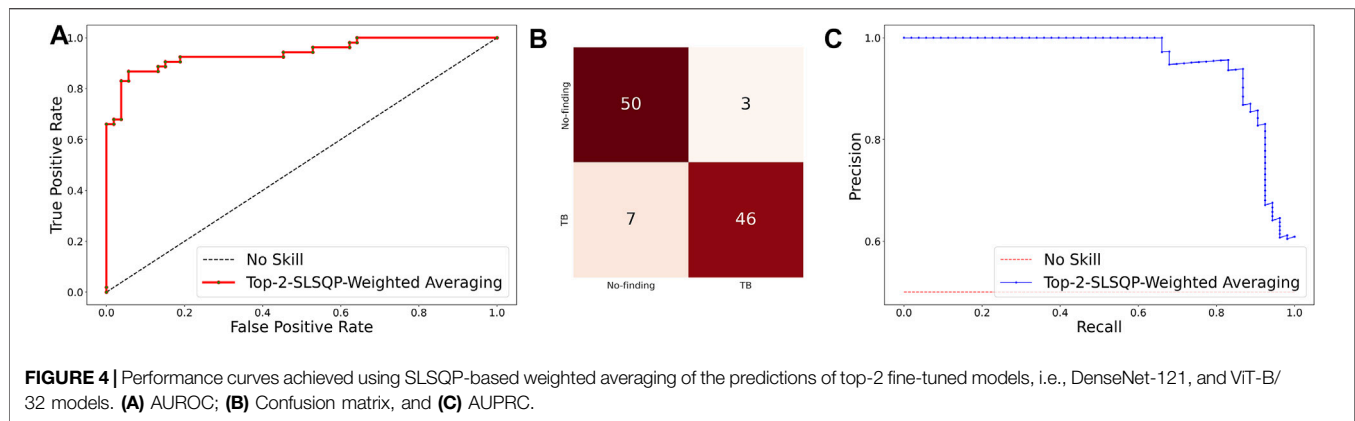 A
True Positive Rate
1.0
0.8
0.6
0.4
0.2
0.0
No Skill
Top-2-SLSQP-Weighted Averaging
0.0 0.2 0.4 0.6 0.8 1.0
False Positive Rate
B
No-finding
50 3
TB
7 46
No-finding TB
C
Precision
1.0
0.8
0.6
No Skill
Top-2-SLSQP-Weighted Averaging
0.0 0.2 0.4 0.6 0.8 1.0
Recall
FIGURE 4 | Performance curves achieved using SLSQP-based weighted averaging of the predictions of top-2 fine-tuned models, i.e., DenseNet-121, and ViT-B/
32 models. (A) AUROC; (B) Confusion matrix, and (C) AUPRC.